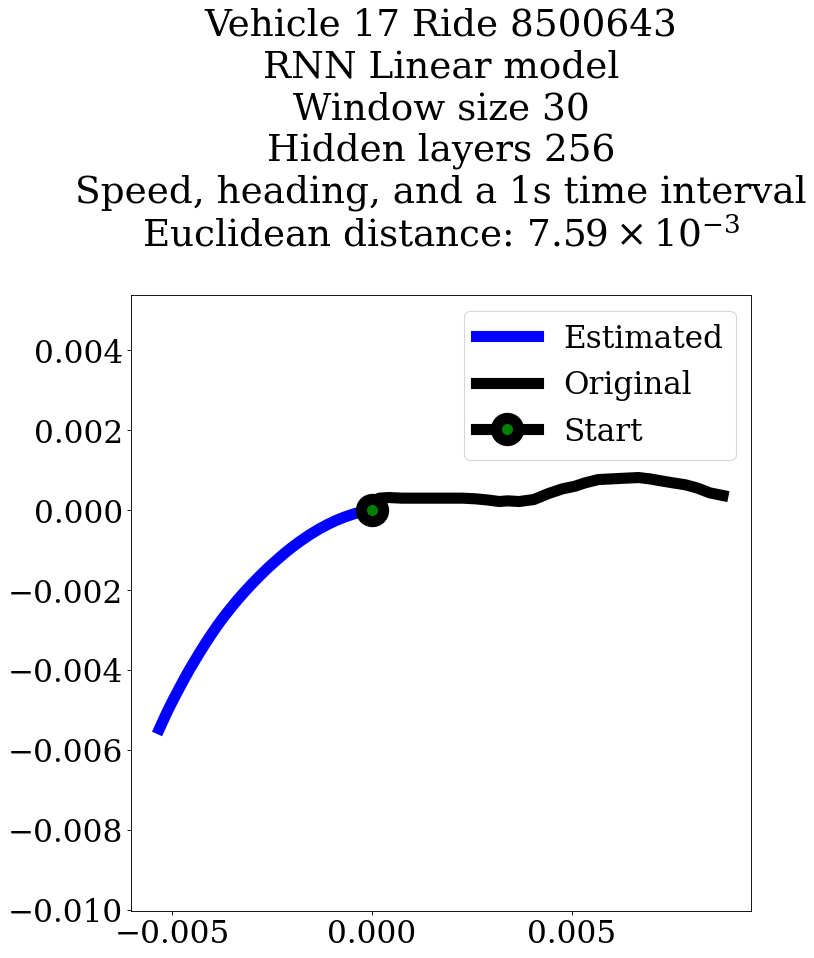 Vehicle 17 Ride 8500643
RNN Linear model
Window size 30
Hidden layers 256
Speed, heading, and a 1s time interval
Euclidean distance: 7.59 × 10⁻³
Estimated
Original
Start
0.004
0.002
0.000
−0.002
−0.004
−0.006
−0.008
−0.010
−0.005 0.000 0.005